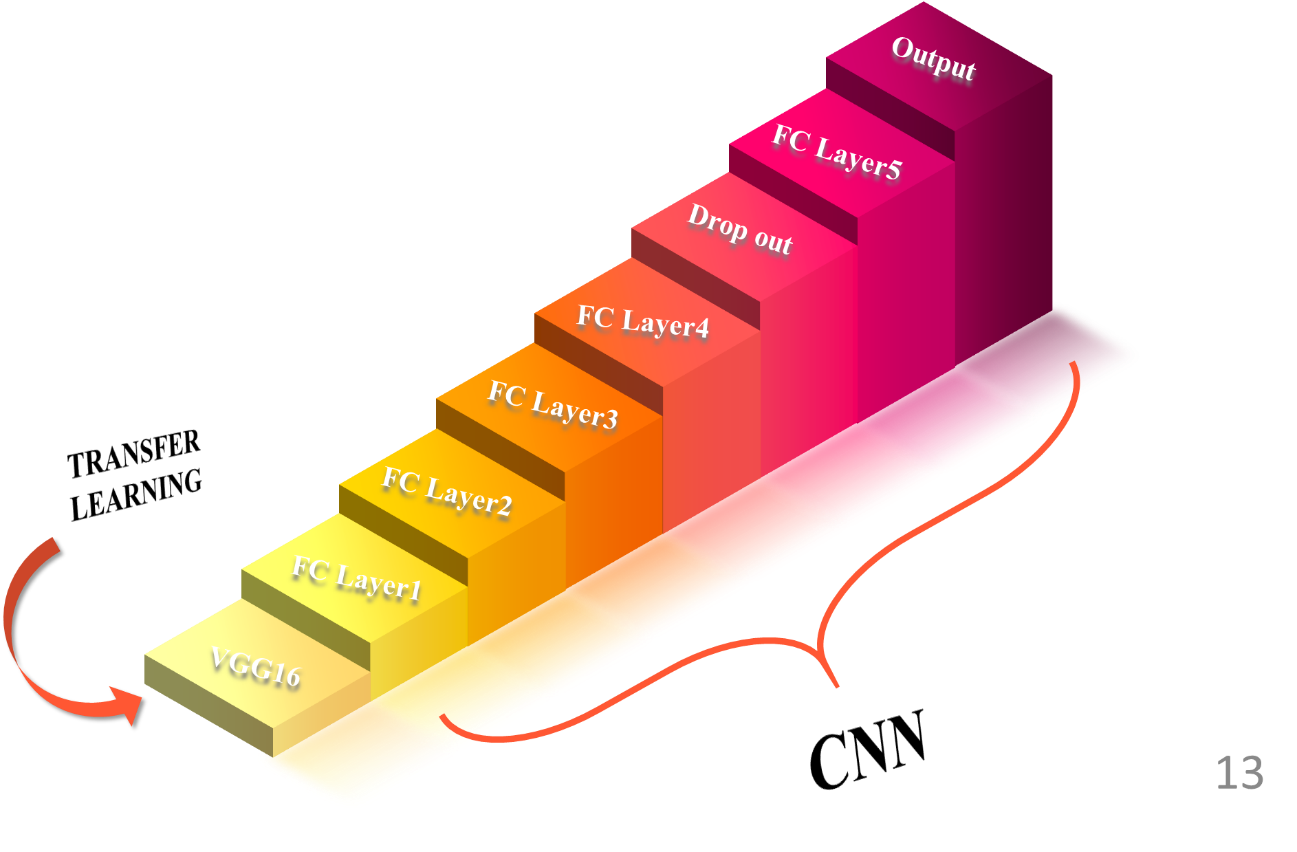 Output
FC Layer5
Drop out
FC Layer4
FC Layer3
FC Layer2
FC Layer1
VGG16
TRANSFER
LEARNING
CNN
13